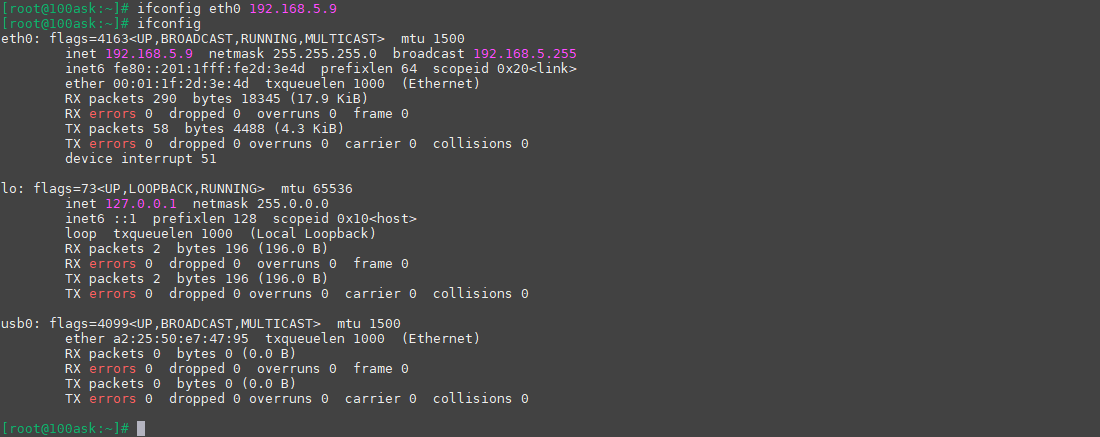 [root@100ask:~]# ifconfig eth0 192.168.5.9
[root@100ask:~]# ifconfig
eth0: flags=4163<UP,BROADCAST,RUNNING,MULTICAST>  mtu 1500
        inet 192.168.5.9  netmask 255.255.255.0  broadcast 192.168.5.255
        inet6 fe80::201:1fff:fe2d:3e4d  prefixlen 64  scopeid 0x20<link>
        ether 00:01:1f:2d:3e:4d  txqueuelen 1000  (Ethernet)
        RX packets 290  bytes 18345 (17.9 KiB)
        RX errors 0  dropped 0  overruns 0  frame 0
        TX packets 58  bytes 4488 (4.3 KiB)
        TX errors 0  dropped 0 overruns 0  carrier 0  collisions 0
        device interrupt 51

lo: flags=73<UP,LOOPBACK,RUNNING>  mtu 65536
        inet 127.0.0.1  netmask 255.0.0.0
        inet6 ::1  prefixlen 128  scopeid 0x10<host>
        loop  txqueuelen 1000  (Local Loopback)
        RX packets 2  bytes 196 (196.0 B)
        RX errors 0  dropped 0  overruns 0  frame 0
        TX packets 2  bytes 196 (196.0 B)
        TX errors 0  dropped 0 overruns 0  carrier 0  collisions 0

usb0: flags=4099<UP,BROADCAST,MULTICAST>  mtu 1500
        ether a2:25:50:e7:47:95  txqueuelen 1000  (Ethernet)
        RX packets 0  bytes 0 (0.0 B)
        RX errors 0  dropped 0  overruns 0  frame 0
        TX packets 0  bytes 0 (0.0 B)
        TX errors 0  dropped 0 overruns 0  carrier 0  collisions 0

[root@100ask:~]#